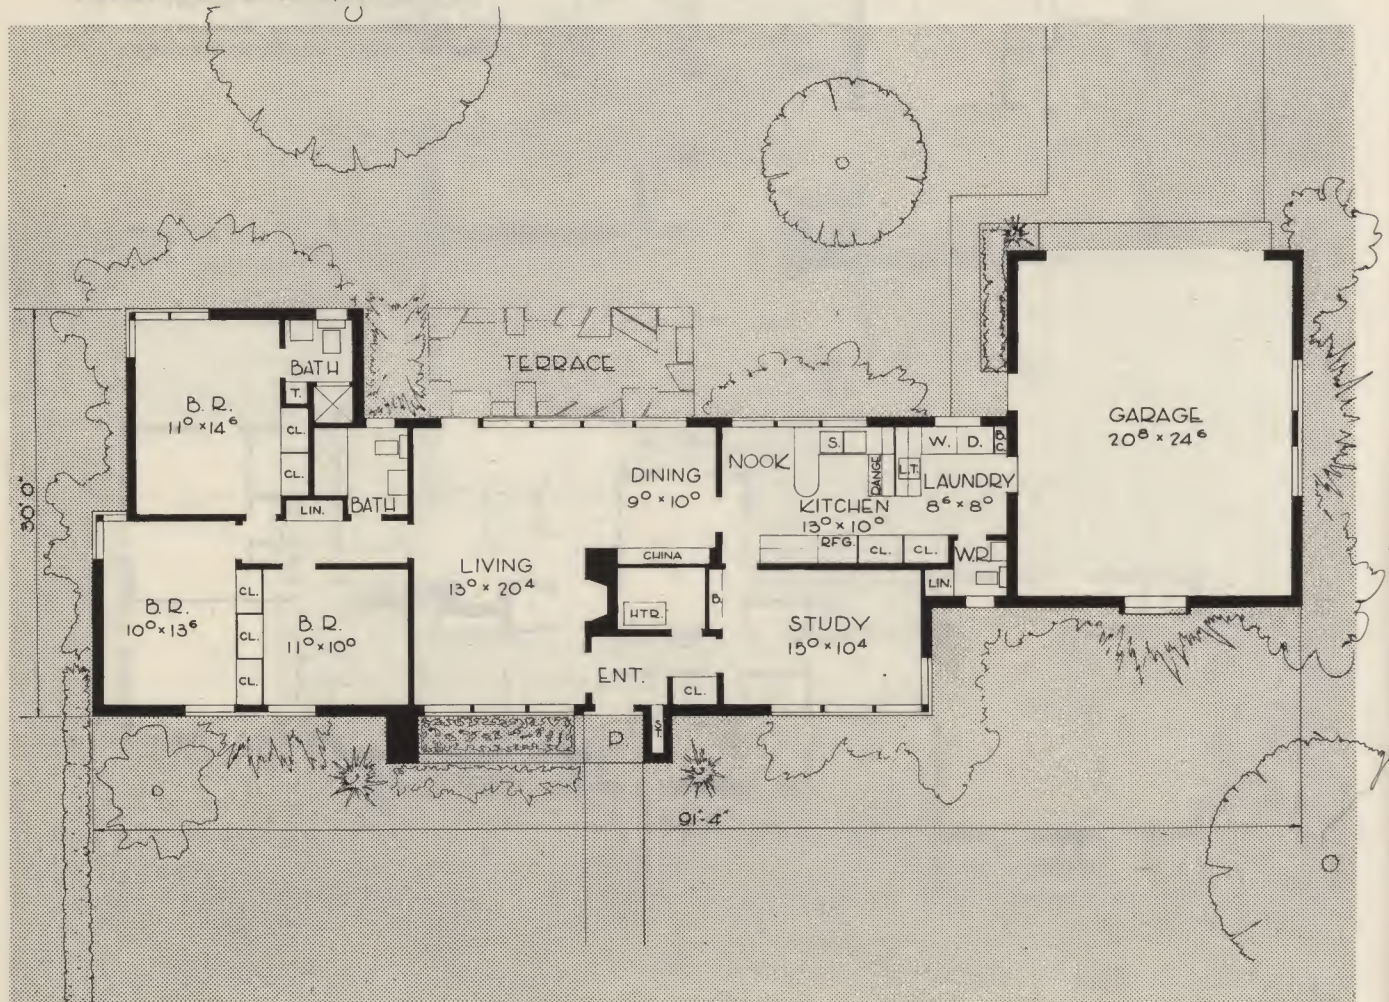 TERRACE
BATH
T.
B. R.
11⁰ × 14⁶
CL.
CL.
LIN.
BATH
DINING
9⁰ × 10⁰
NOOK
S.
RANGE
L.T.
W.
D.
B.C.
LAUNDRY
8⁶ × 8⁰
KITCHEN
13⁰ × 10⁰
RFG.
CL.
CL.
W.R.
LIN.
GARAGE
20⁸ × 24⁶
30'-0"
LIVING
13⁰ × 20⁴
CHINA
HTR.
B.
B. R.
10⁰ × 13⁶
CL.
CL.
CL.
B. R.
11⁰ × 10⁰
STUDY
15⁰ × 10⁴
ENT.
CL.
ST.
D
91'-4"